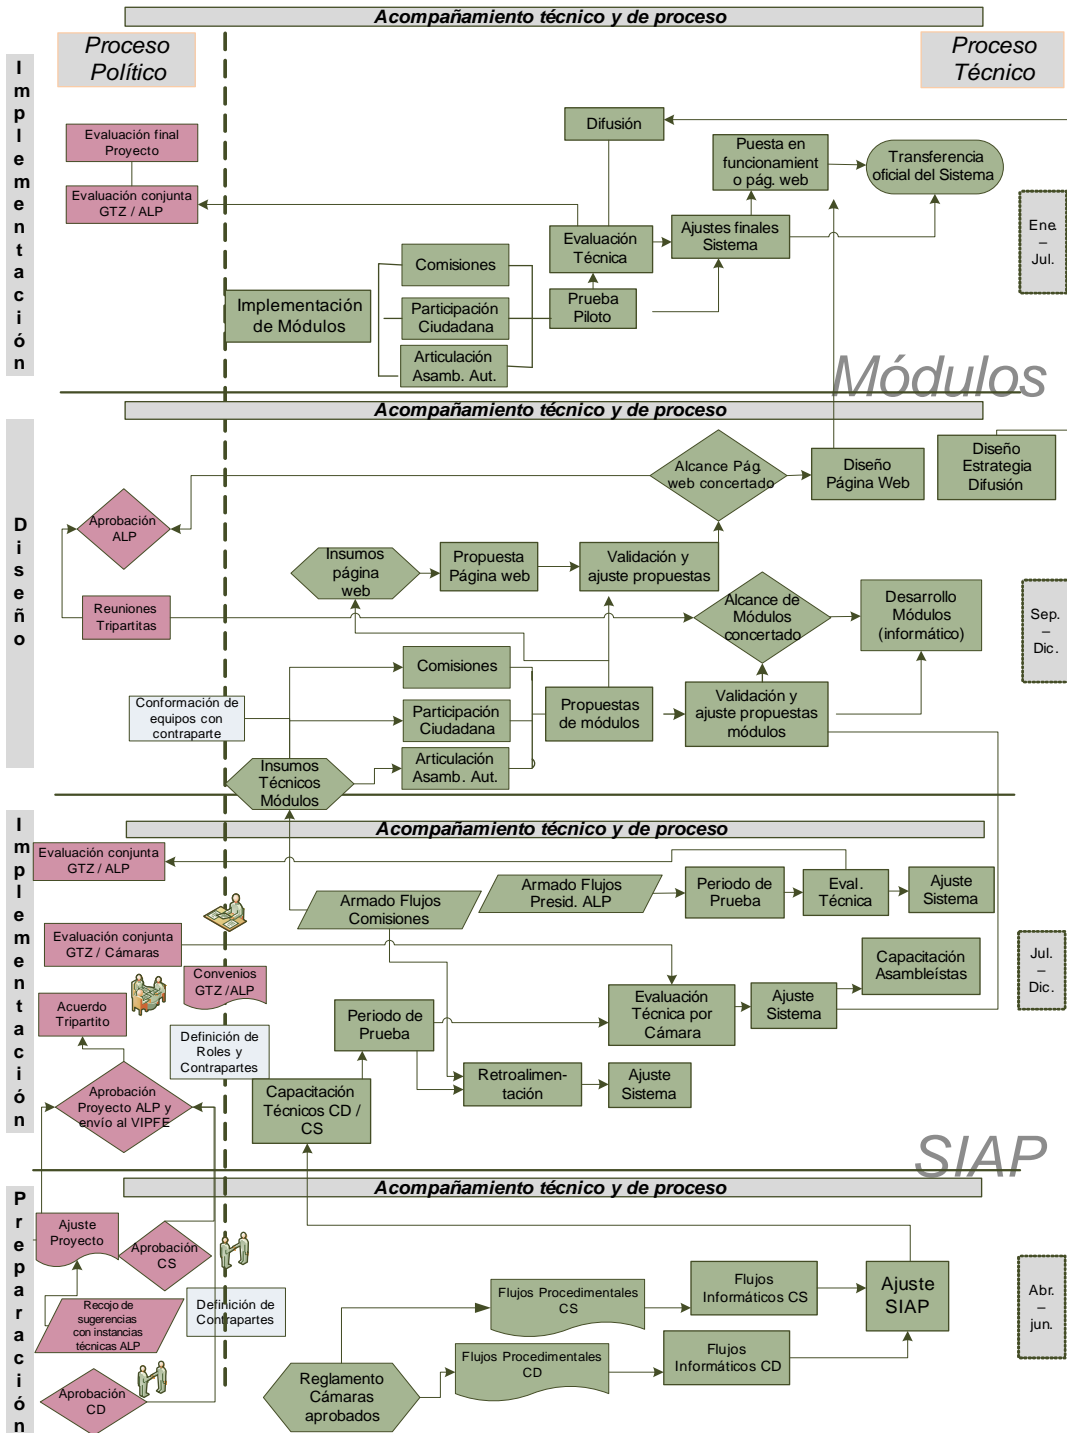 Acompañamiento técnico y de proceso
Proceso
Político
Proceso
Técnico
Implementación
Evaluación final
Proyecto
Evaluación conjunta
GTZ / ALP
Difusión
Puesta en
funcionamient
o pág. web
Transferencia
oficial del Sistema
Evaluación
Técnica
Ajustes finales
Sistema
Ene.
–
Jul.
Comisiones
Implementación
de Módulos
Participación
Ciudadana
Prueba
Piloto
Articulación
Asamb. Aut.
Módulos
Acompañamiento técnico y de proceso
Diseño
Alcance Pág.
web concertado
Diseño
Página Web
Diseño
Estrategia
Difusión
Aprobación
ALP
Insumos
página
web
Propuesta
Página web
Validación y
ajuste propuestas
Reuniones
Tripartitas
Alcance de
Módulos
concertado
Desarrollo
Módulos
(informático)
Sep.
–
Dic.
Comisiones
Conformación de
equipos con
contraparte
Participación
Ciudadana
Propuestas
de módulos
Validación y
ajuste propuestas
módulos
Insumos
Técnicos
Módulos
Articulación
Asamb. Aut.
Implementación
Acompañamiento técnico y de proceso
Evaluación conjunta
GTZ / ALP
Armado Flujos
Comisiones
Armado Flujos
Presid. ALP
Periodo de
Prueba
Eval.
Técnica
Ajuste
Sistema
Evaluación conjunta
GTZ / Cámaras
Convenios
GTZ /ALP
Capacitación
Asambleístas
Jul.
–
Dic.
Acuerdo
Tripartito
Definición de
Roles y
Contrapartes
Periodo de
Prueba
Evaluación
Técnica por
Cámara
Ajuste
Sistema
Aprobación
Proyecto ALP y
envío al VIPFE
Capacitación
Técnicos CD /
CS
Retroalimen-
tación
Ajuste
Sistema
SIAP
Preparación
Acompañamiento técnico y de proceso
Ajuste
Proyecto
Aprobación
CS
Recojo de
sugerencias
con instancias
técnicas ALP
Definición de
Contrapartes
Flujos Procedimentales
CS
Flujos
Informáticos CS
Ajuste
SIAP
Abr.
–
jun.
Flujos Procedimentales
CD
Flujos
Informáticos CD
Aprobación
CD
Reglamento
Cámaras
aprobados